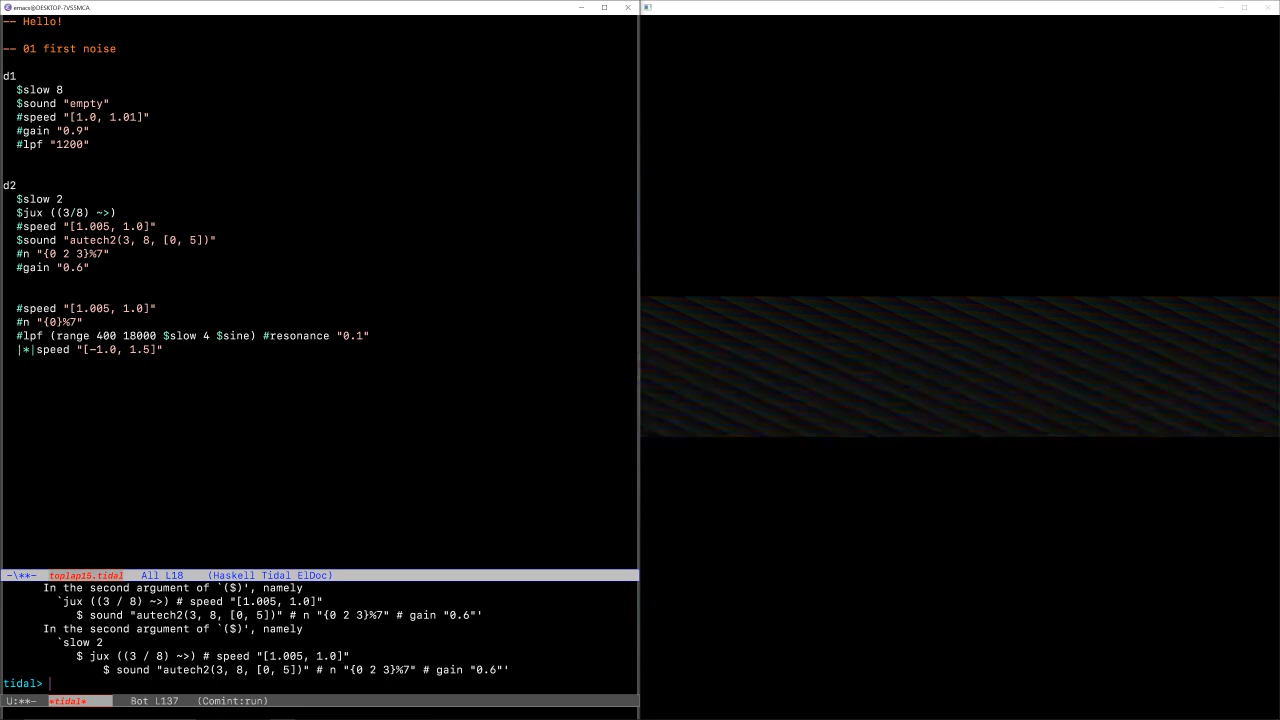 emacs@DESKTOP-7VS5MCA
-- Hello!
-- 01 first noise
d1
$slow 8
$sound "empty"
#speed "[1.0, 1.01]"
#gain "0.9"
#lpf "1200"
d2
$slow 2
$jux ((3/8) ~>)
#speed "[1.005, 1.0]"
$sound "autech2(3, 8, [0, 5])"
#n "{0 2 3}%7"
#gain "0.6"
#speed "[1.005, 1.0]"
#n "{0}%7"
#lpf (range 400 18000 $slow 4 $sine) #resonance "0.1"
|*|speed "[-1.0, 1.5]"
-\**-  toplap15.tidal   All L18    (Haskell Tidal ElDoc)
In the second argument of `($)', namely
`jux ((3 / 8) ~>) # speed "[1.005, 1.0]"
$ sound "autech2(3, 8, [0, 5])" # n "{0 2 3}%7" # gain "0.6"'
In the second argument of `($)', namely
`slow 2
$ jux ((3 / 8) ~>) # speed "[1.005, 1.0]"
$ sound "autech2(3, 8, [0, 5])" # n "{0 2 3}%7" # gain "0.6"'
tidal>
U:**-  *tidal*       Bot L137   (Comint:run)